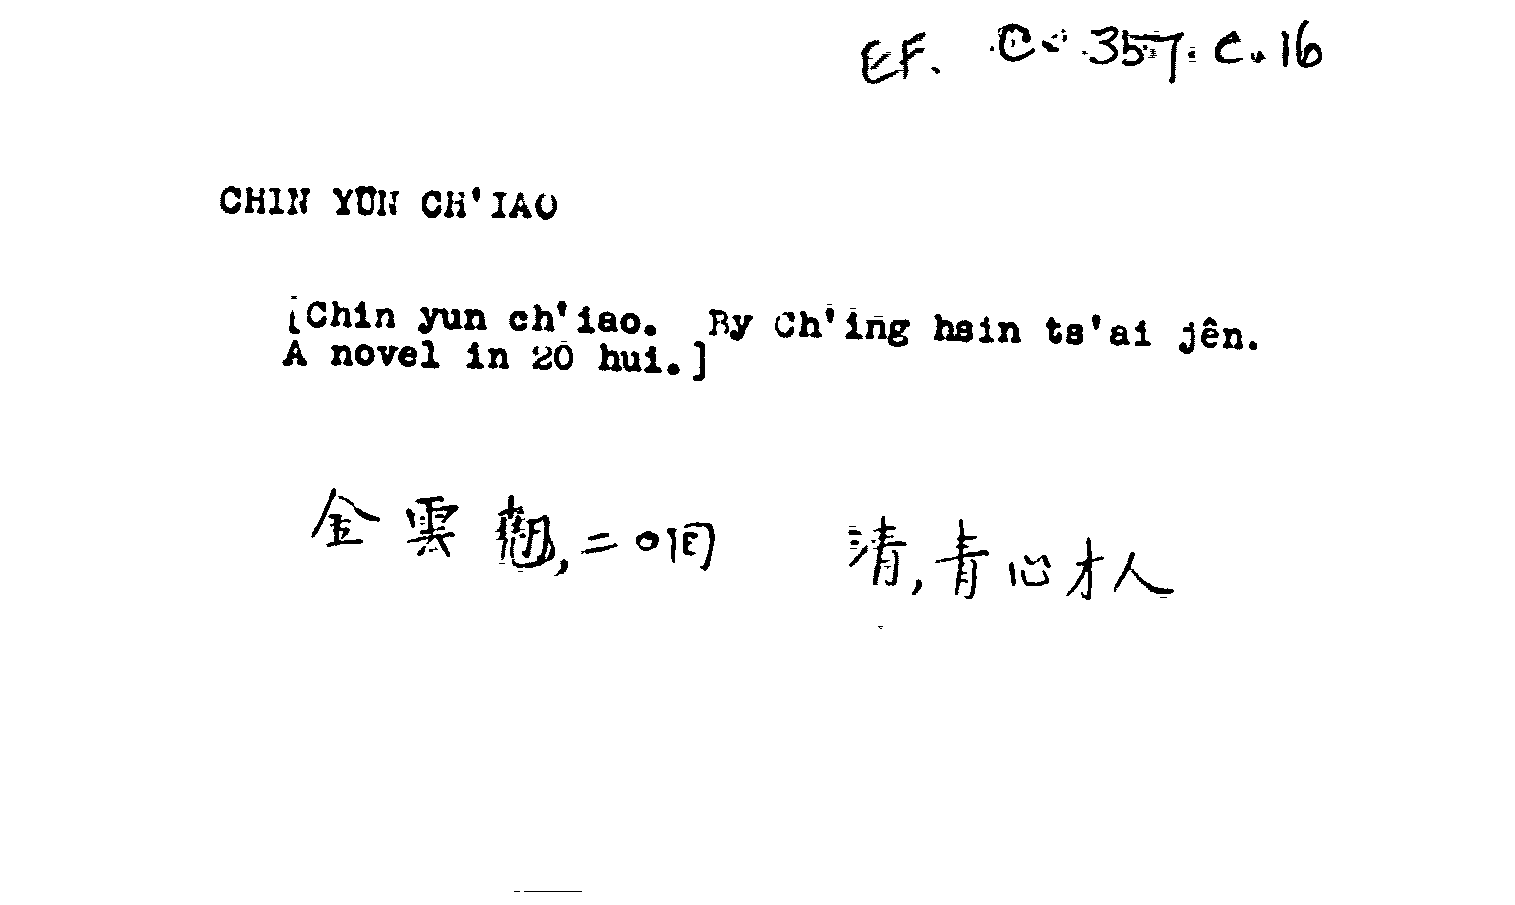 EF. C. 357. C. 16
CHIN YÜN CH'IAO
[Chin yun ch'iao. By Ch'ing hsin ts'ai jên.
A novel in 20 hui.]
金雲翹, 二〇回 清, 青心才人